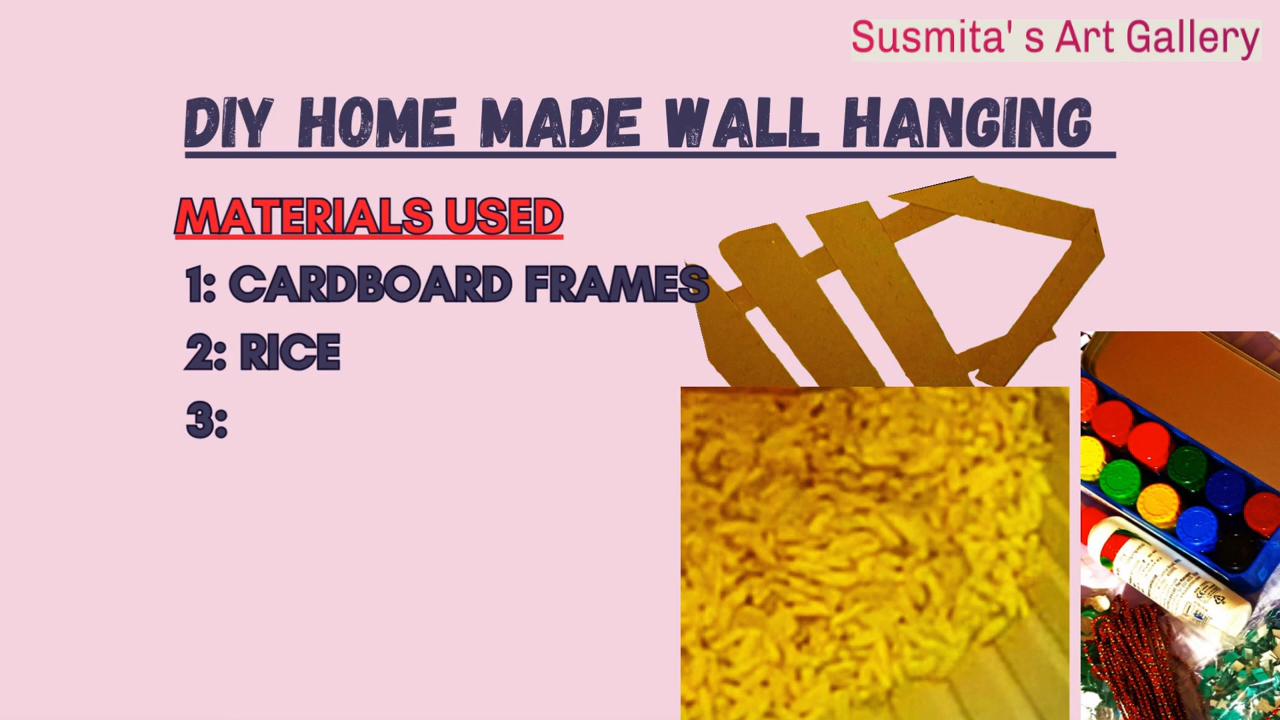 Susmita' s Art Gallery
DIY HOME MADE WALL HANGING
MATERIALS USED
1: CARDBOARD FRAMES
2: RICE
3: